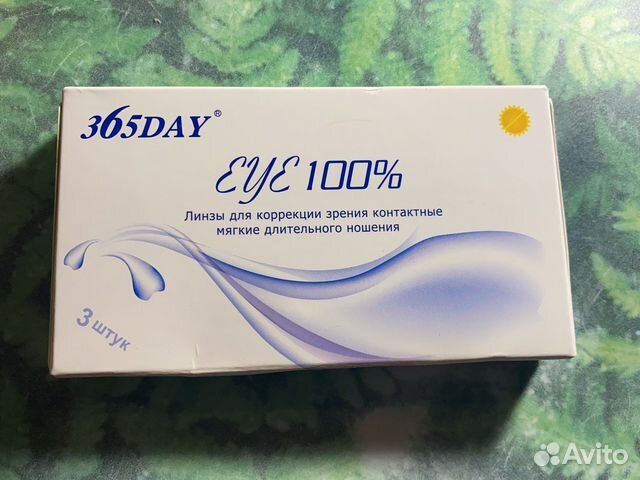 365DAY®
EYE 100%
Линзы для коррекции зрения контактные
мягкие длительного ношения
3 штук
Avito